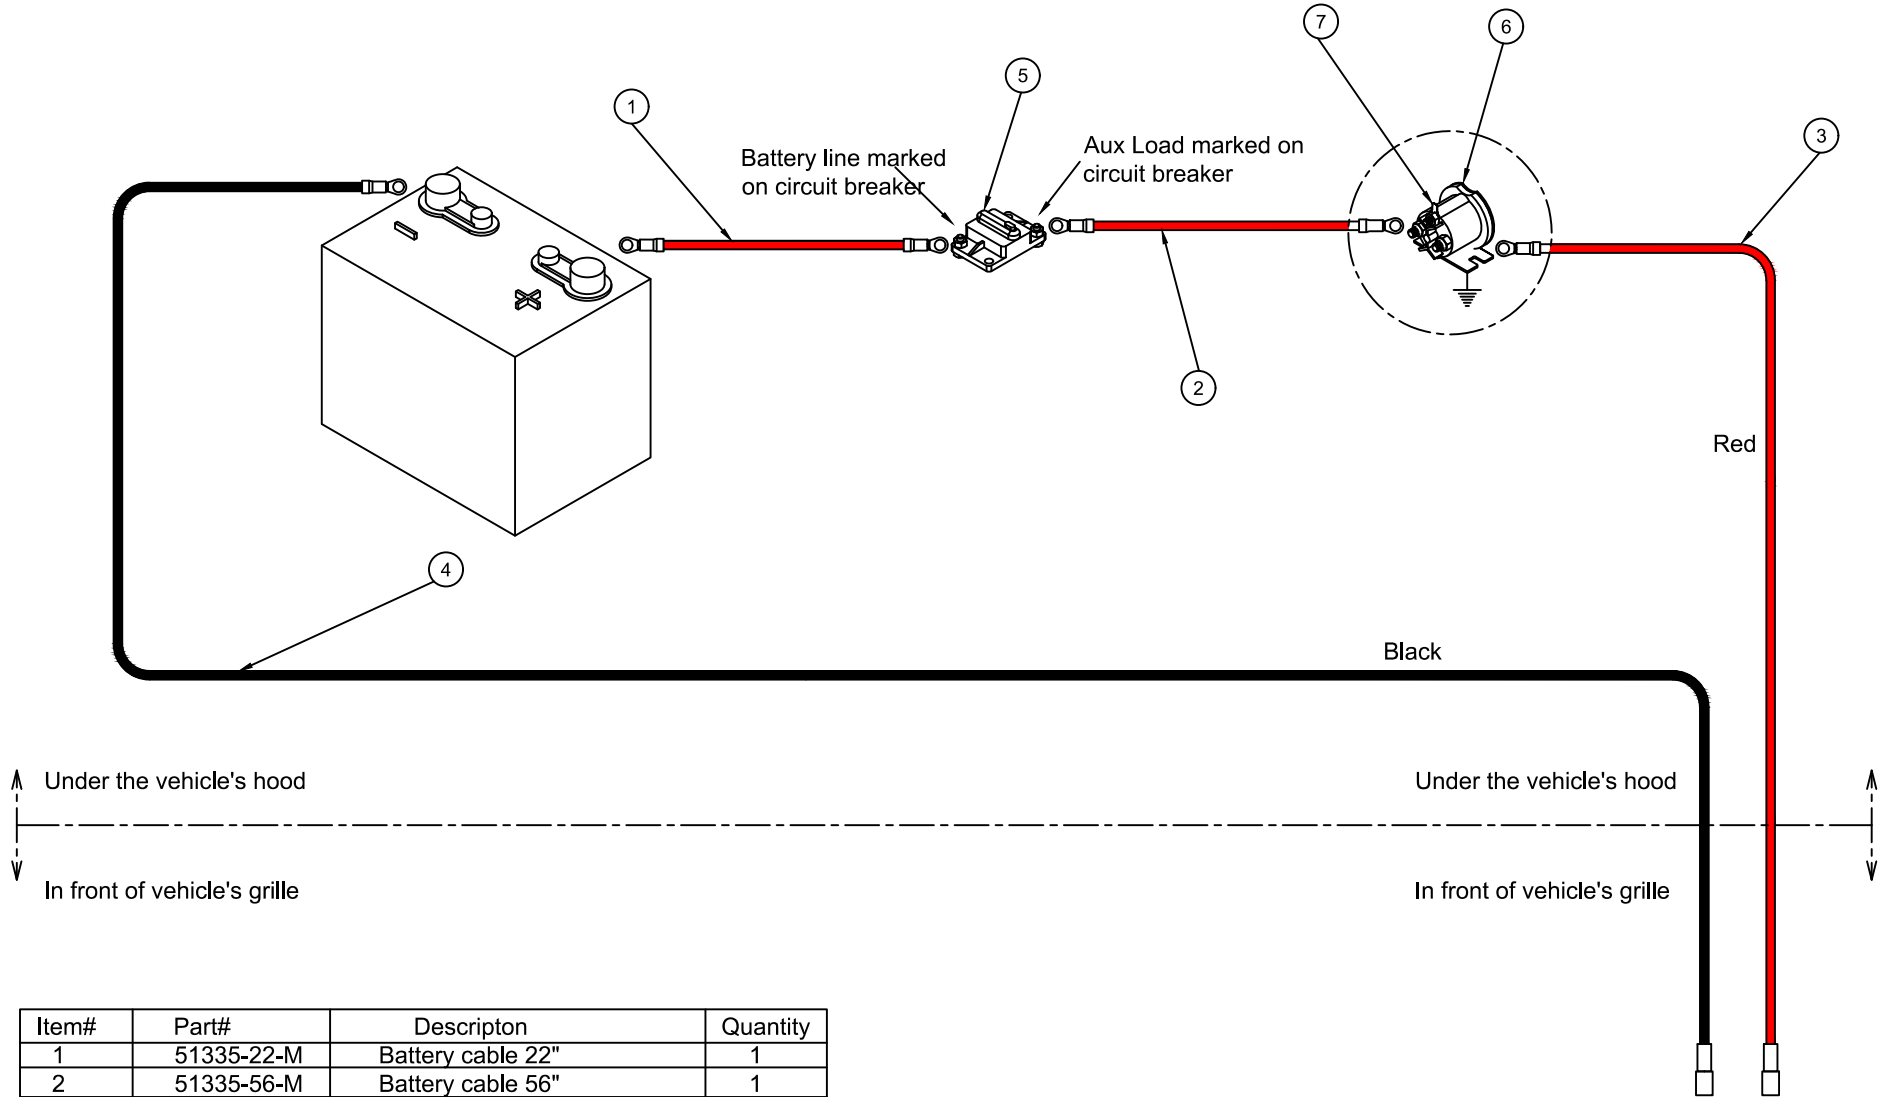 7
6
5
1
3
Battery line marked
on circuit breaker
Aux Load marked on
circuit breaker
2
Red
4
Black
Under the vehicle's hood
Under the vehicle's hood
In front of vehicle's grille
In front of vehicle's grille
Item# Part# Descripton Quantity
1 51335-22-M Battery cable 22" 1
2 51335-56-M Battery cable 56" 1